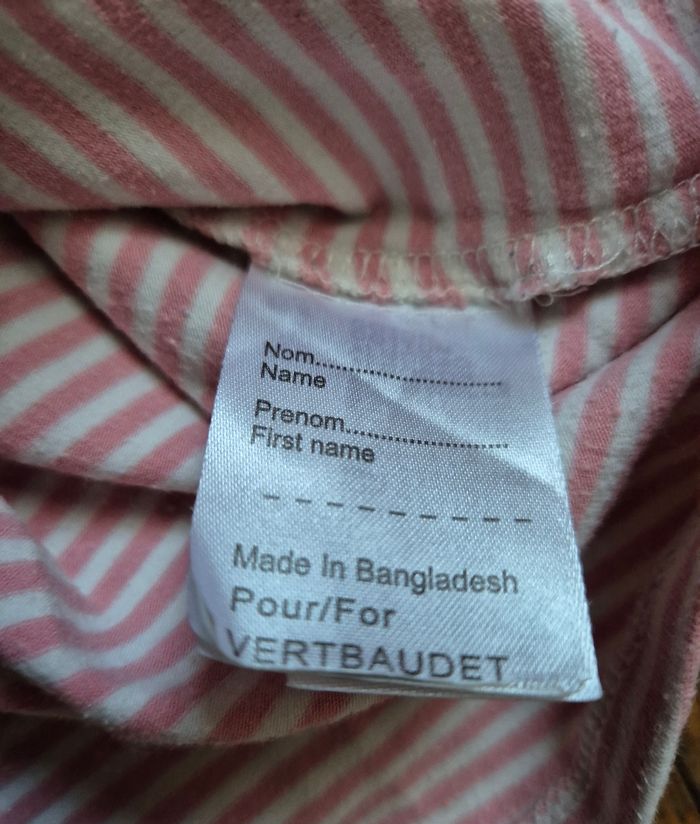 Nom..............................
Name
Prenom..........................
First name
_ _ _ _ _ _ _ _ _ _
Made In Bangladesh
Pour/For
VERTBAUDET